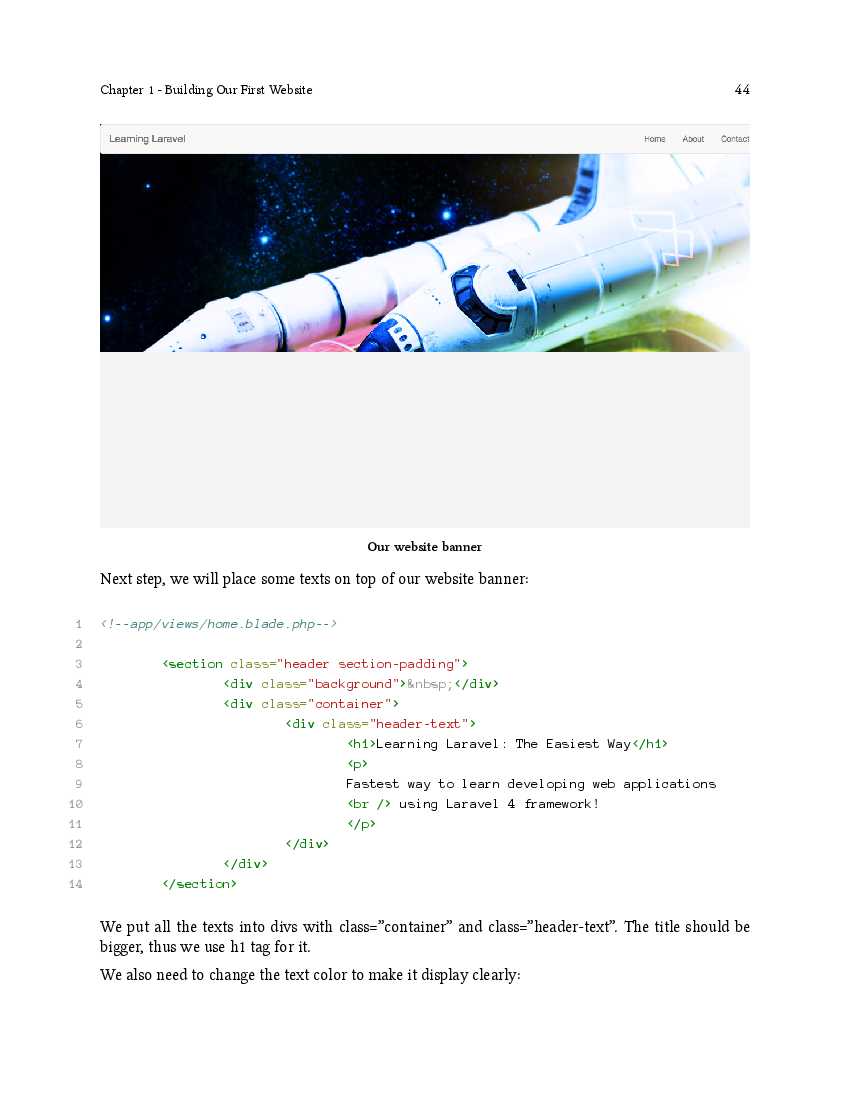 Chapter 1 - Building Our First Website 44
Learning Laravel Home About Contact
Our website banner
Next step, we will place some texts on top of our website banner:
1 <!--app/views/home.blade.php-->
2
3 <section class="header section-padding">
4 <div class="background">&nbsp;</div>
5 <div class="container">
6 <div class="header-text">
7 <h1>Learning Laravel: The Easiest Way</h1>
8 <p>
9 Fastest way to learn developing web applications
10 <br /> using Laravel 4 framework!
11 </p>
12 </div>
13 </div>
14 </section>
We put all the texts into divs with class=”container” and class=”header-text”. The title should be
bigger, thus we use h1 tag for it.
We also need to change the text color to make it display clearly: